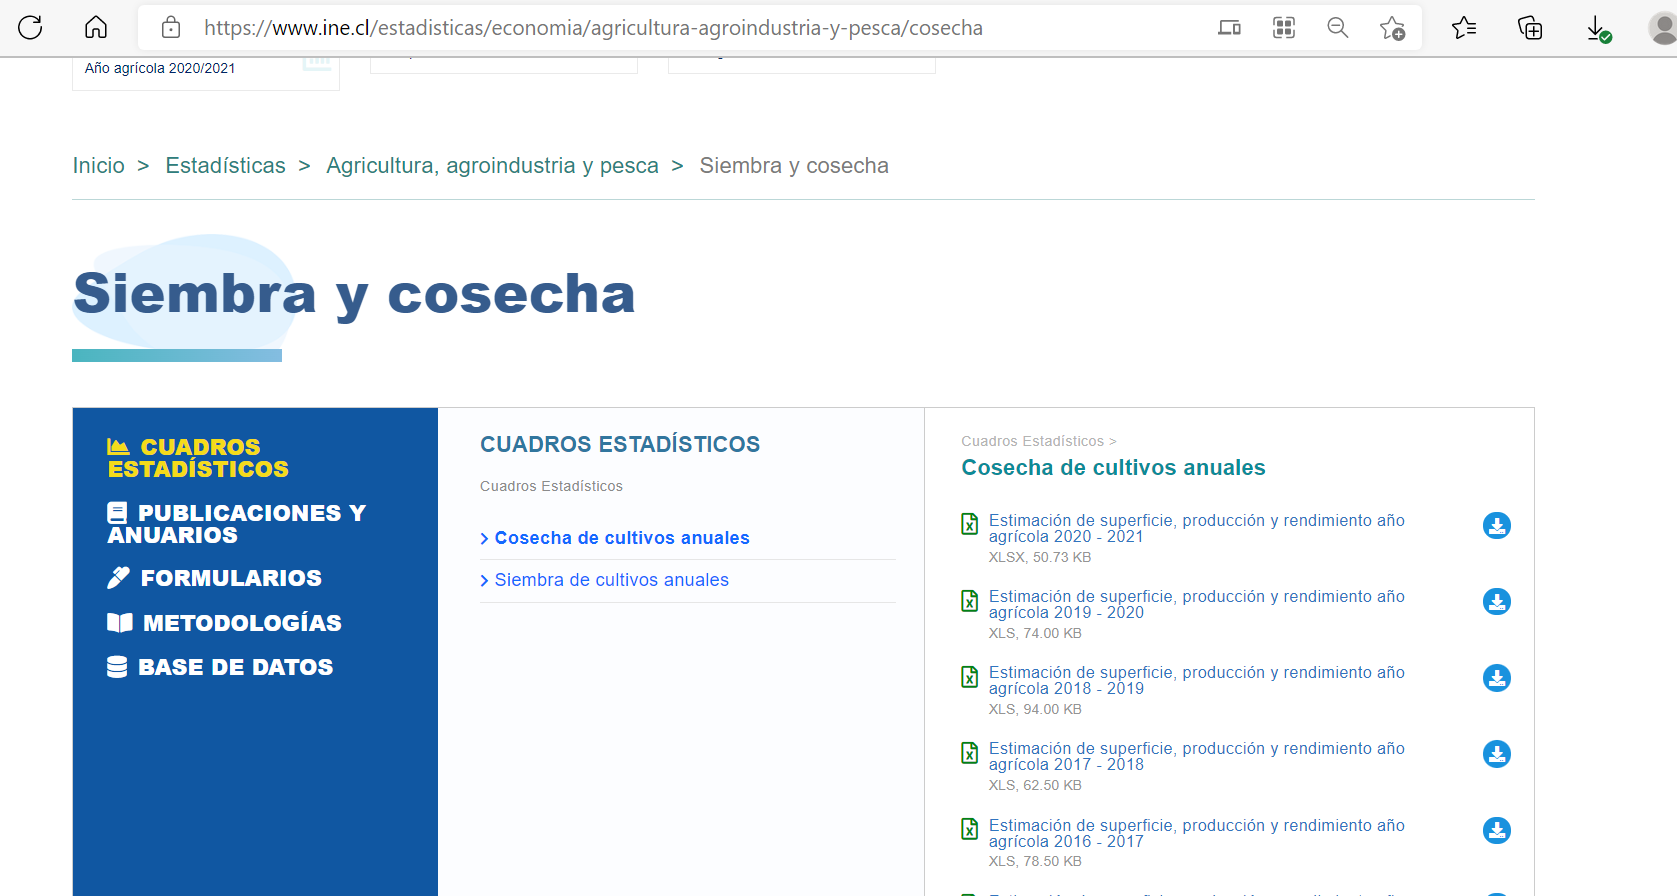 https://www.ine.cl/estadisticas/economia/agricultura-agroindustria-y-pesca/cosecha
Año agrícola 2020/2021
Inicio > Estadísticas > Agricultura, agroindustria y pesca > Siembra y cosecha
Siembra y cosecha
CUADROS
ESTADÍSTICOS
PUBLICACIONES Y
ANUARIOS
FORMULARIOS
METODOLOGÍAS
BASE DE DATOS
CUADROS ESTADÍSTICOS
Cuadros Estadísticos
> Cosecha de cultivos anuales
> Siembra de cultivos anuales
Cuadros Estadísticos >
Cosecha de cultivos anuales
Estimación de superficie, producción y rendimiento año
agrícola 2020 - 2021
XLSX, 50.73 KB
Estimación de superficie, producción y rendimiento año
agrícola 2019 - 2020
XLS, 74.00 KB
Estimación de superficie, producción y rendimiento año
agrícola 2018 - 2019
XLS, 94.00 KB
Estimación de superficie, producción y rendimiento año
agrícola 2017 - 2018
XLS, 62.50 KB
Estimación de superficie, producción y rendimiento año
agrícola 2016 - 2017
XLS, 78.50 KB